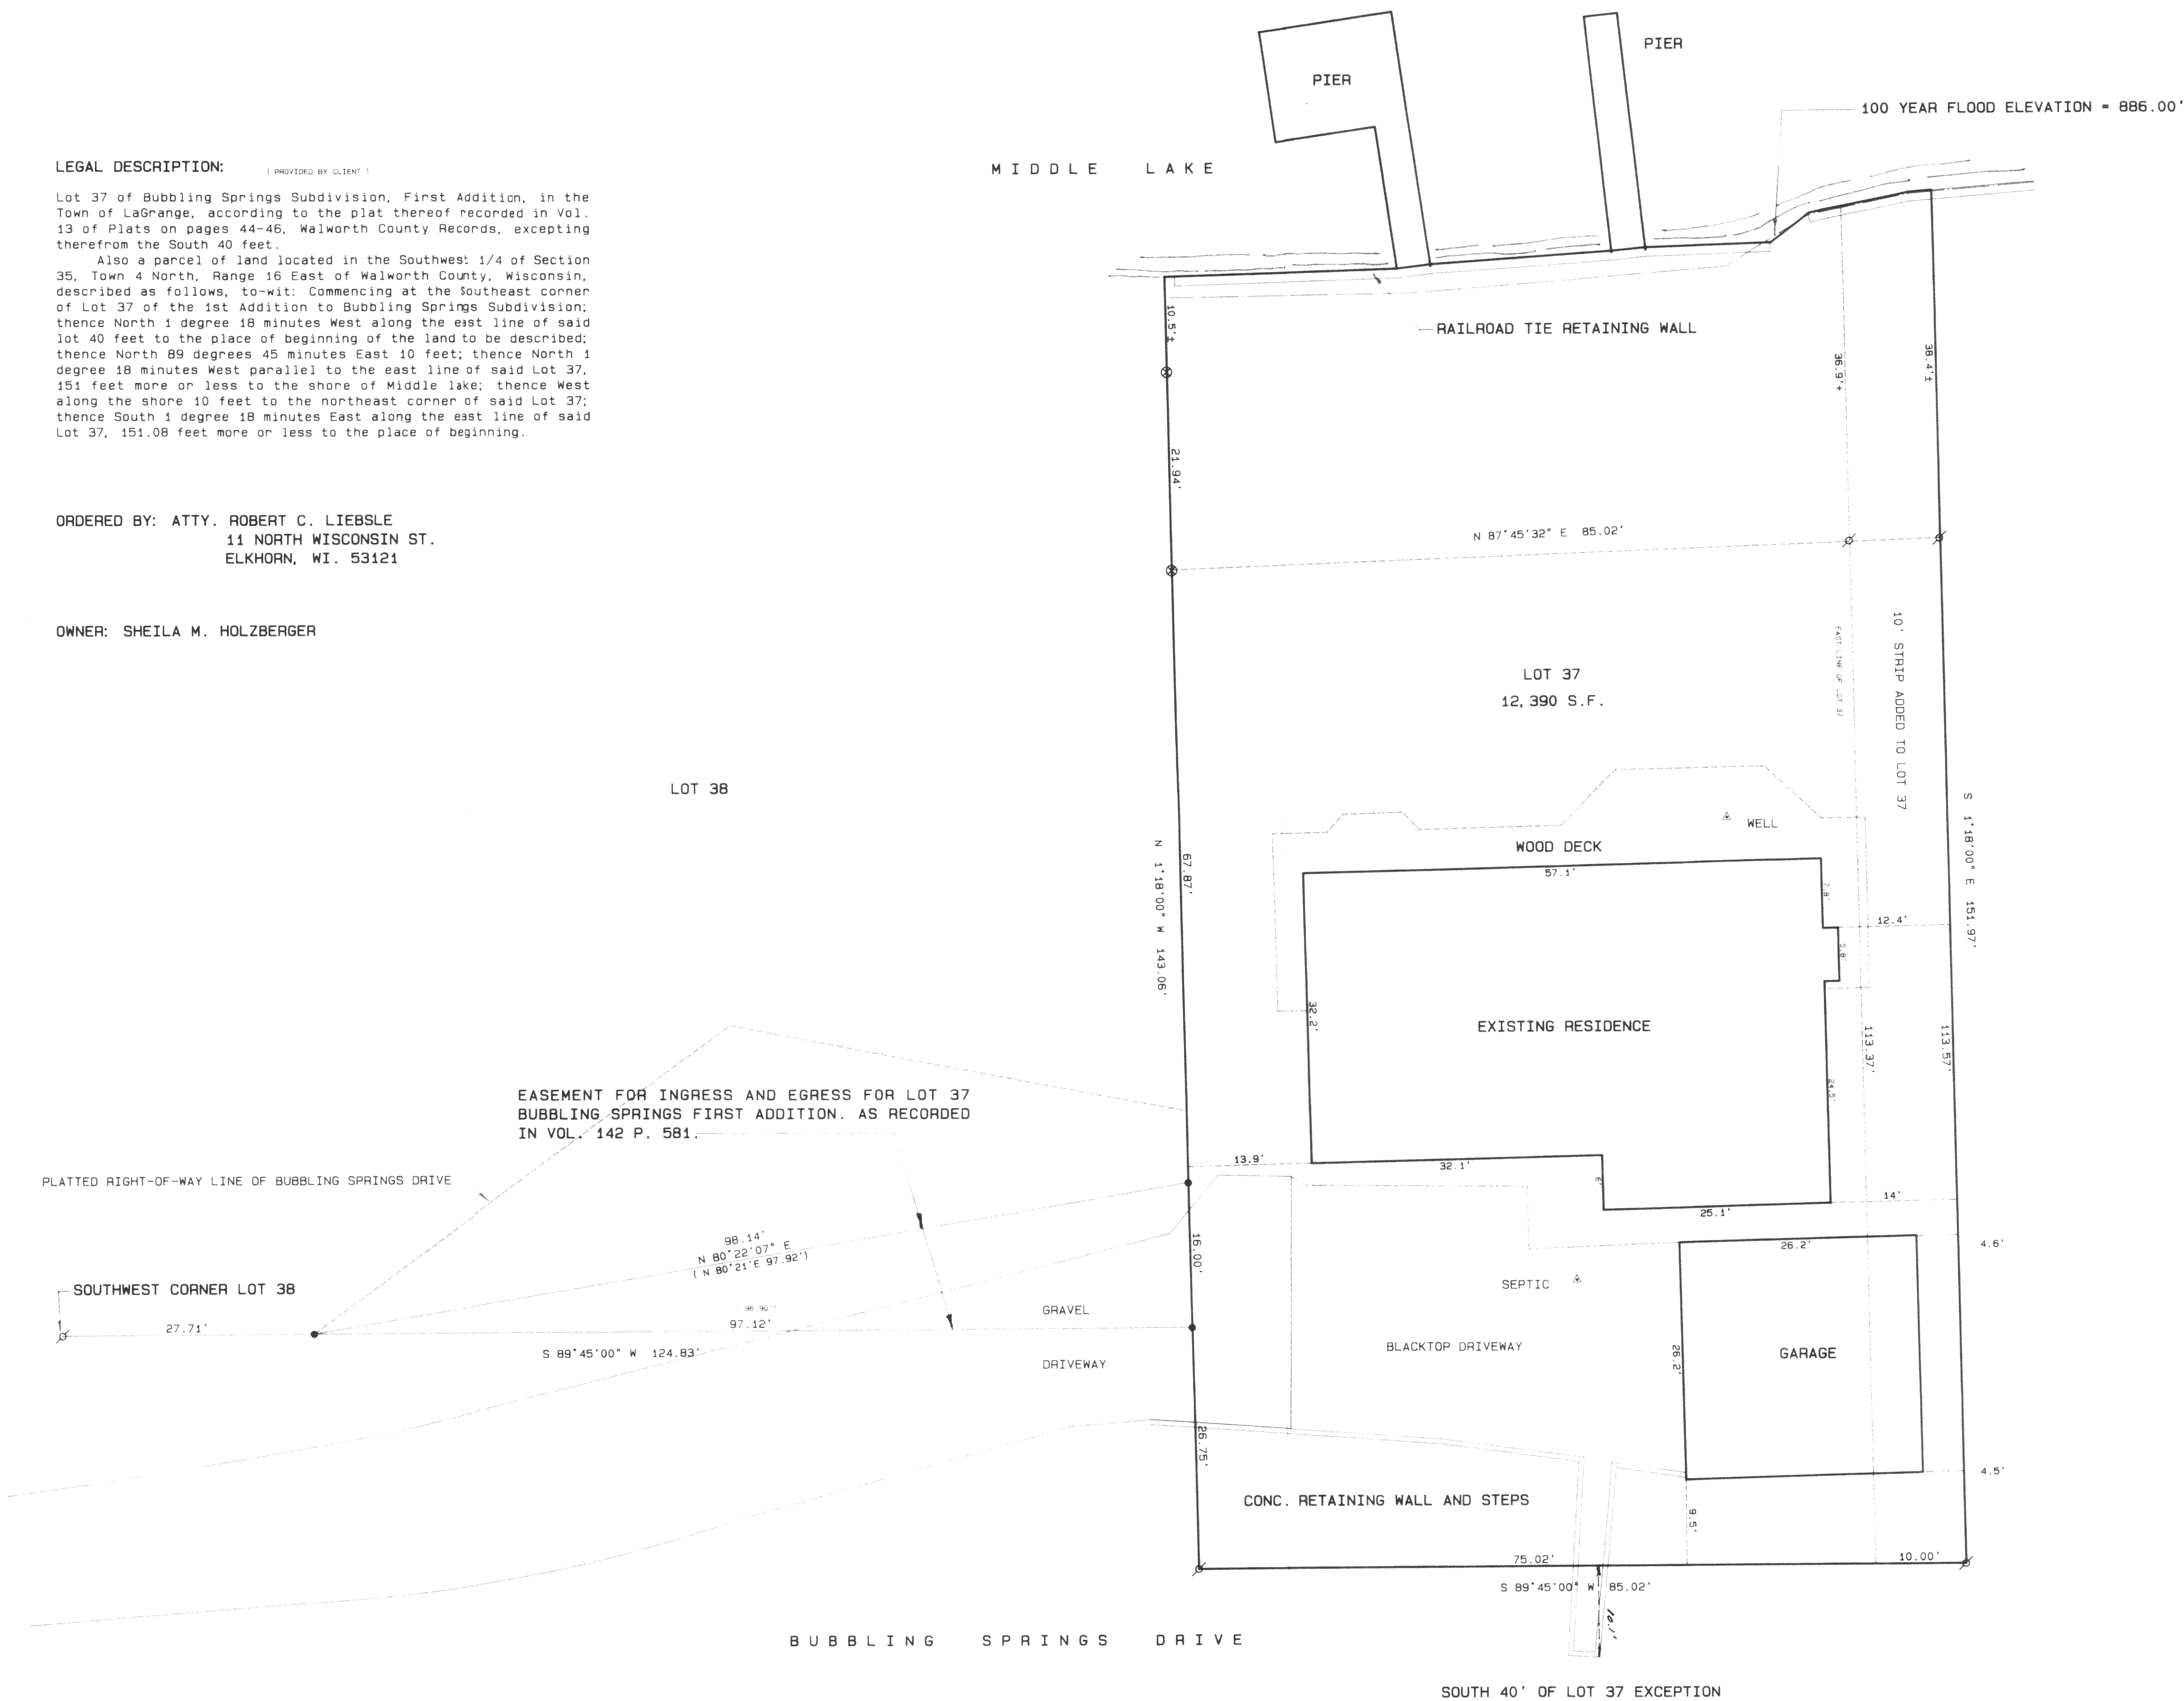 PIER
PIER
100 YEAR FLOOD ELEVATION = 886.00'
MIDDLE LAKE
LEGAL DESCRIPTION: ( PROVIDED BY CLIENT )
Lot 37 of Bubbling Springs Subdivision, First Addition, in the
Town of LaGrange, according to the plat thereof recorded in Vol.
13 of Plats on pages 44-46, Walworth County Records, excepting
therefrom the South 40 feet.
Also a parcel of land located in the Southwest 1/4 of Section
35, Town 4 North, Range 16 East of Walworth County, Wisconsin,
described as follows, to-wit: Commencing at the Southeast corner
of Lot 37 of the 1st Addition to Bubbling Springs Subdivision;
thence North 1 degree 18 minutes West along the east line of said
lot 40 feet to the place of beginning of the land to be described;
thence North 89 degrees 45 minutes East 10 feet; thence North 1
degree 18 minutes West parallel to the east line of said Lot 37,
151 feet more or less to the shore of Middle lake; thence West
along the shore 10 feet to the northeast corner of said Lot 37;
thence South 1 degree 18 minutes East along the east line of said
Lot 37, 151.08 feet more or less to the place of beginning.
ORDERED BY: ATTY. ROBERT C. LIEBSLE
11 NORTH WISCONSIN ST.
ELKHORN, WI. 53121
OWNER: SHEILA M. HOLZBERGER
10.5'±
RAILROAD TIE RETAINING WALL
36.9'±
38.4'±
21.94'
N 87°45'32" E 85.02'
EAST LINE OF LOT 37
10' STRIP ADDED TO LOT 37
LOT 37
12,390 S.F.
LOT 38
WELL
WOOD DECK
57.1'
7.8'
12.4'
5.8'
S 1°18'00" E 151.97'
N 1°18'00" W 143.06'
67.87'
32.2'
EXISTING RESIDENCE
24.5'
113.37'
113.57'
EASEMENT FOR INGRESS AND EGRESS FOR LOT 37
BUBBLING SPRINGS FIRST ADDITION. AS RECORDED
IN VOL. 142 P. 581.
PLATTED RIGHT-OF-WAY LINE OF BUBBLING SPRINGS DRIVE
13.9'
32.1'
6'
25.1'
14'
98.14'
N 80°22'07" E
( N 80°21'E 97.92')
16.00'
26.2'
4.6'
SOUTHWEST CORNER LOT 38
27.71'
( 96.90')
97.12'
S 89°45'00" W 124.83'
GRAVEL
DRIVEWAY
SEPTIC
BLACKTOP DRIVEWAY
26.2'
GARAGE
26.75'
4.5'
CONC. RETAINING WALL AND STEPS
9.5'
75.02'
10.00'
S 89°45'00" W 85.02'
10.1'
BUBBLING SPRINGS DRIVE
SOUTH 40' OF LOT 37 EXCEPTION